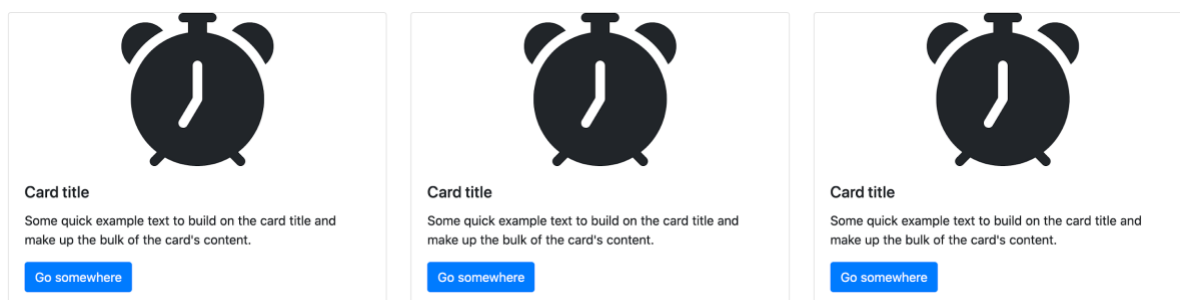 Card title
Some quick example text to build on the card title and
make up the bulk of the card's content.
Go somewhere
Card title
Some quick example text to build on the card title and
make up the bulk of the card's content.
Go somewhere
Card title
Some quick example text to build on the card title and
make up the bulk of the card's content.
Go somewhere